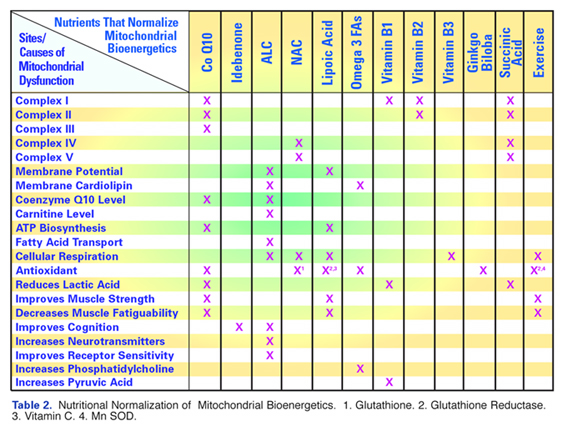 Nutrients That Normalize
Mitochondrial
Bioenergetics
Sites/
Causes of
Mitochondrial
Dysfunction
Co Q10
Idebenone
ALC
NAC
Lipoic Acid
Omega 3 FAs
Vitamin B1
Vitamin B2
Vitamin B3
Ginkgo
Biloba
Succinic
Acid
Exercise
Complex I X X X X
Complex II X X X
Complex III X
Complex IV X X
Complex V X X
Membrane Potential X X
Membrane Cardiolipin X X
Coenzyme Q10 Level X X
Carnitine Level X
ATP Biosynthesis X X
Fatty Acid Transport X
Cellular Respiration X X X X X
Antioxidant X X¹ X²,³ X X X²,⁴
Reduces Lactic Acid X X X
Improves Muscle Strength X X X
Decreases Muscle Fatiguability X X X
Improves Cognition X X
Increases Neurotransmitters X
Improves Receptor Sensitivity X
Increases Phosphatidylcholine X
Increases Pyruvic Acid X
Table 2. Nutritional Normalization of Mitochondrial Bioenergetics. 1. Glutathione. 2. Glutathione Reductase.
3. Vitamin C. 4. Mn SOD.